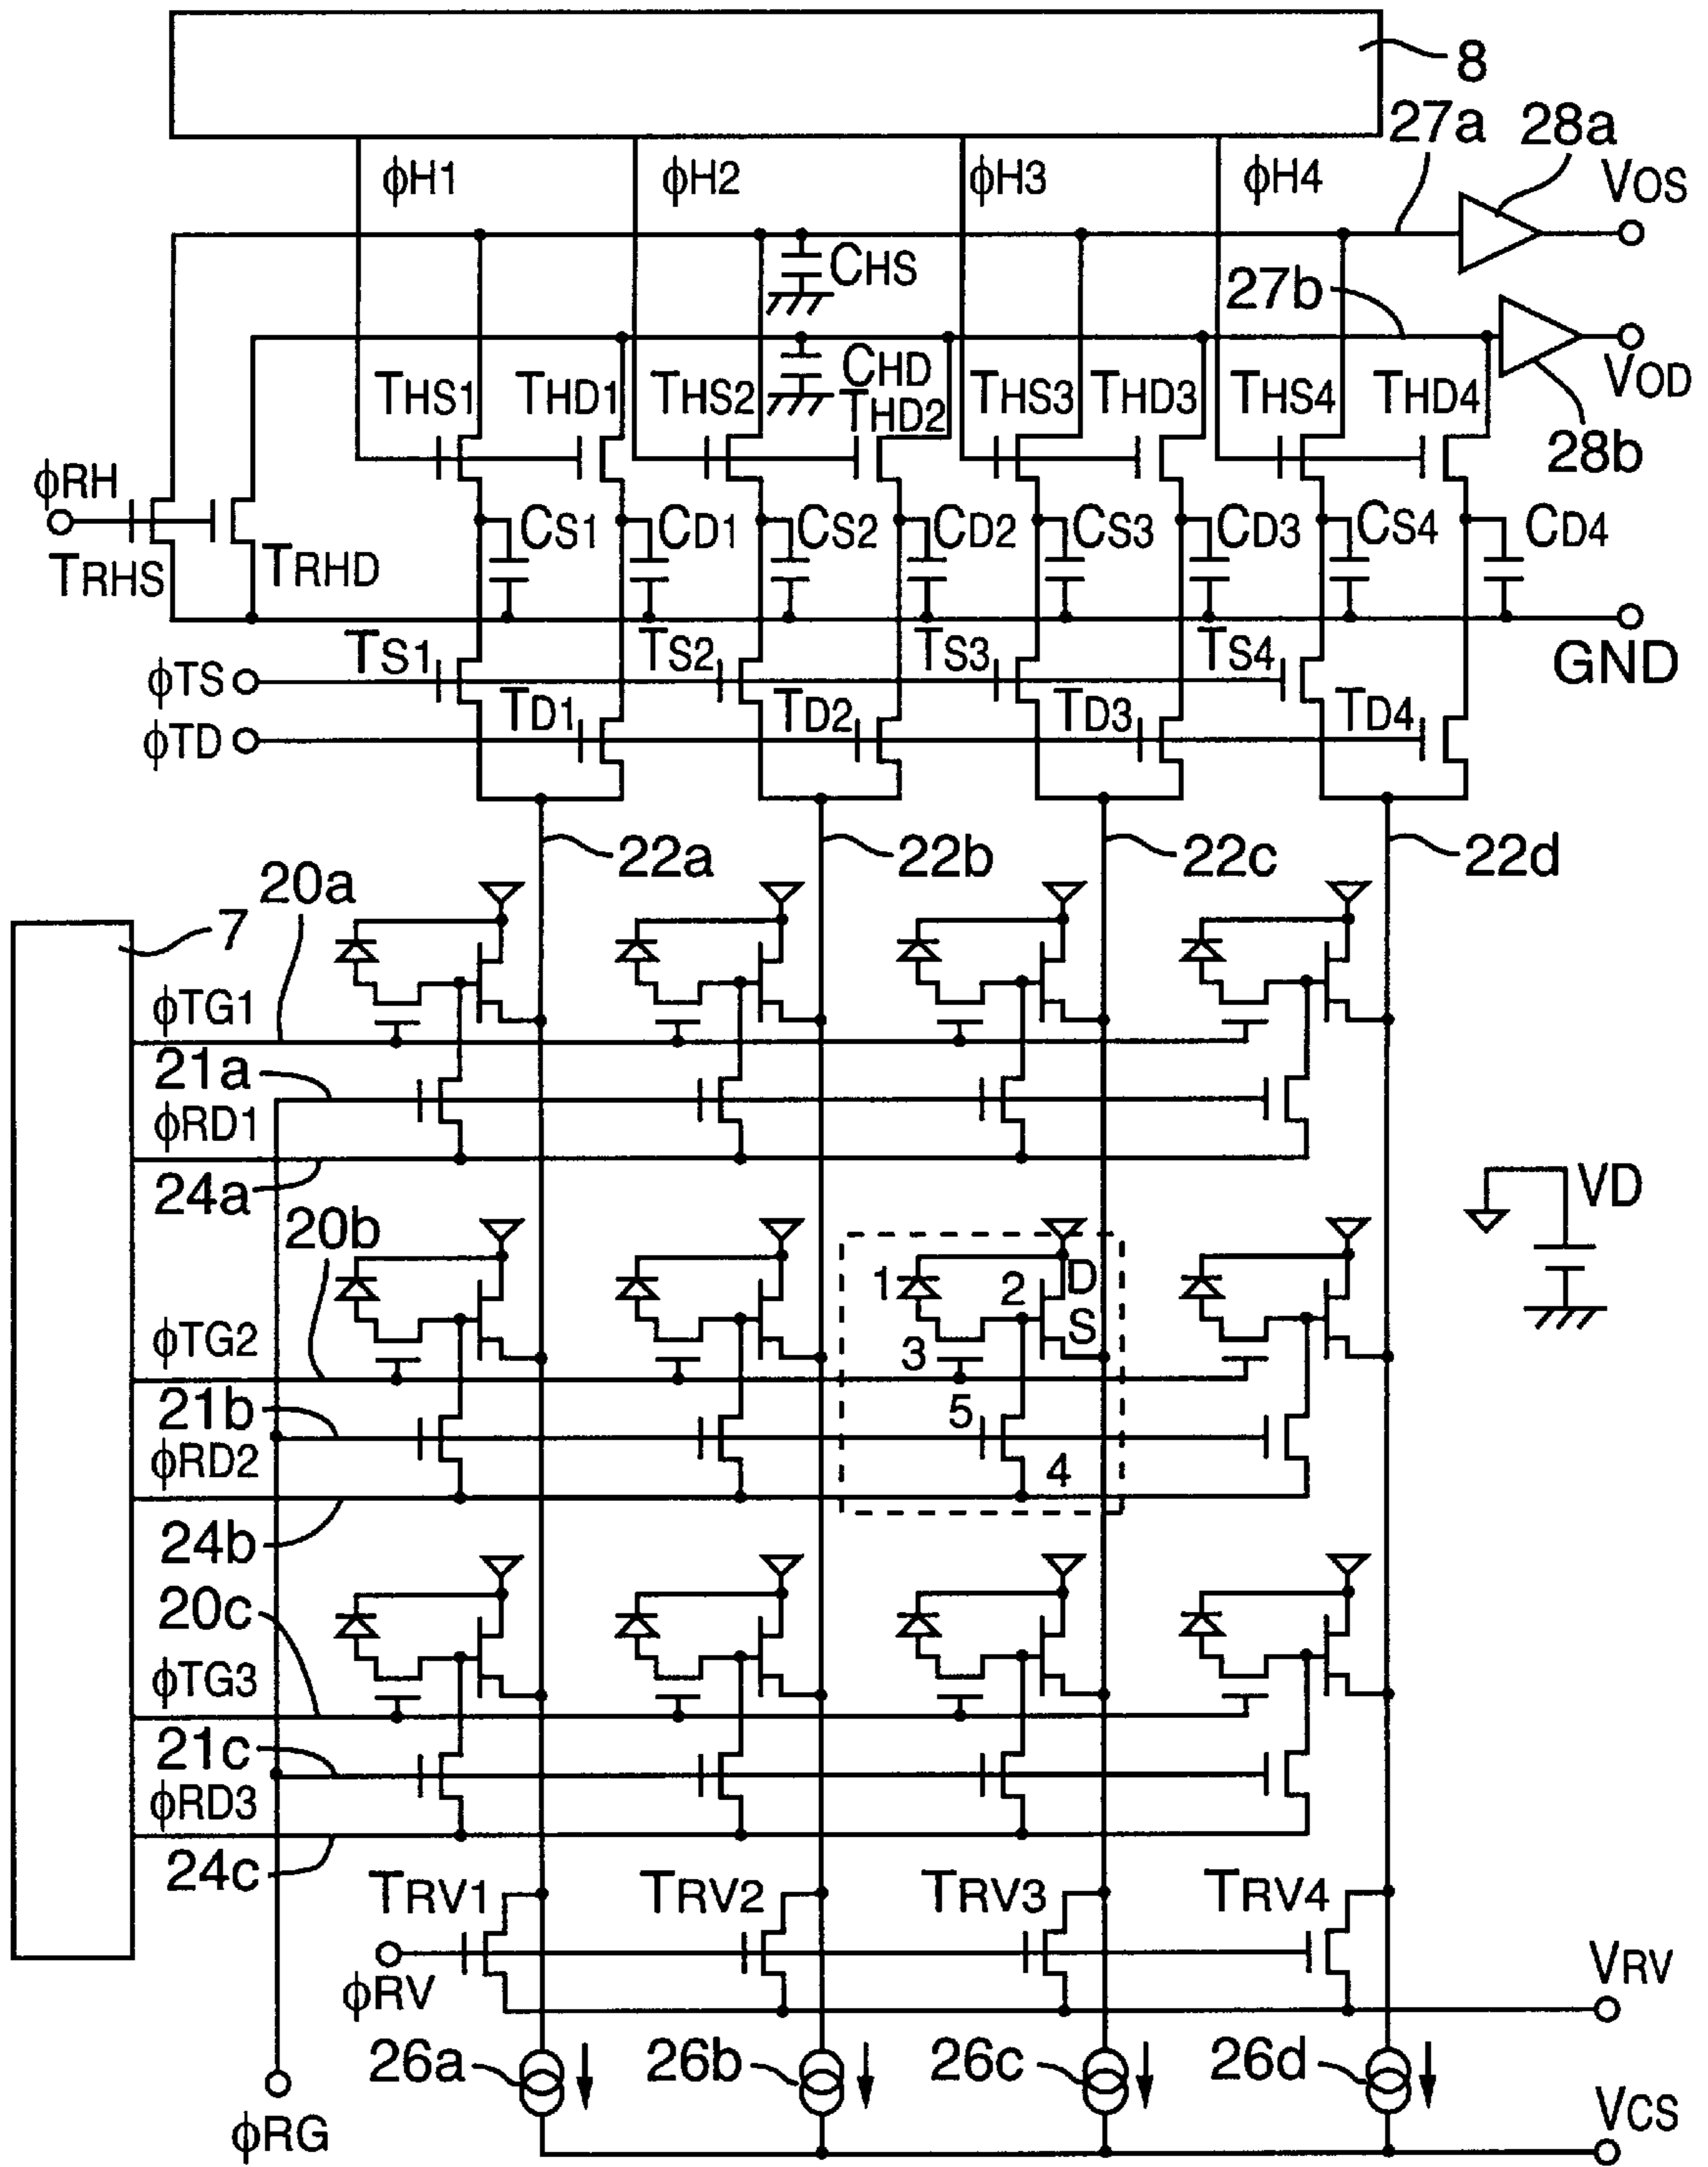 8
27a 28a
ϕH1 ϕH2 ϕH3 ϕH4 VOS
CHS
27b
CHD VOD
THS1 THD1 THS2 THD2 THS3 THD3 THS4 THD4
28b
ϕRH
CS1 CD1 CS2 CD2 CS3 CD3 CS4 CD4
TRHS TRHD
TS1 TS2 TS3 TS4 GND
ϕTS
TD1 TD2 TD3 TD4
ϕTD
22a 22b 22c 22d
20a
7
ϕTG1
21a
ϕRD1
24a VD
20b
1 2 D
S
ϕTG2 3
21b 5
ϕRD2 4
24b
20c
ϕTG3
21c
ϕRD3
24c
TRV1 TRV2 TRV3 TRV4
ϕRV VRV
26a 26b 26c 26d
ϕRG VCS